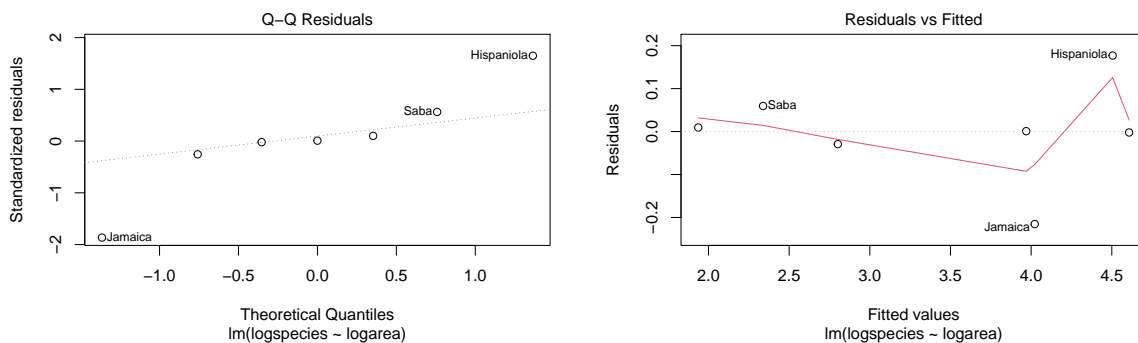 Q−Q Residuals
2
1
0
−1
−2
Standardized residuals
Hispaniola
Saba
Jamaica
−1.0
−0.5
0.0
0.5
1.0
Theoretical Quantiles
lm(logspecies ~ logarea)
Residuals vs Fitted
0.2
0.1
0.0
−0.2
Residuals
Hispaniola
Saba
Jamaica
2.0
2.5
3.0
3.5
4.0
4.5
Fitted values
lm(logspecies ~ logarea)